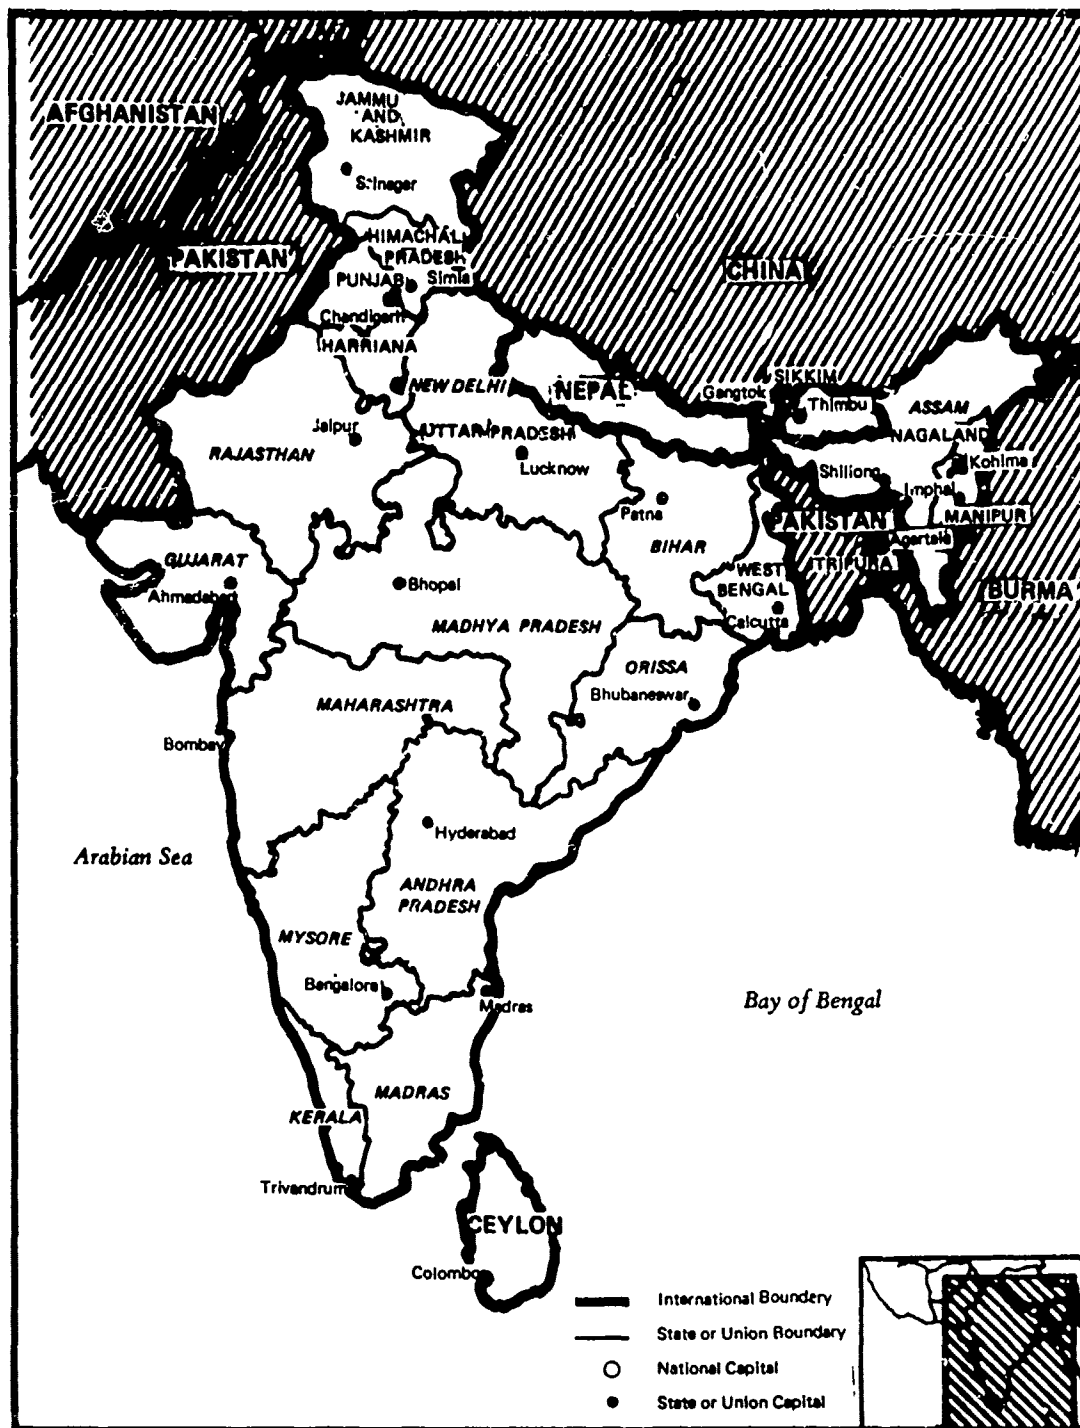 JAMMU
AND
KASHMIR
AFGHANISTAN
Srinagar
HIMACHAL
PRADESH
PAKISTAN
PUNJAB
Simla
CHINA
Chandigarh
HARRIANA
NEW DELHI
NEPAL
SIKKIM
Gangtok
Thimbu
ASSAM
Jaipur
UTTAR PRADESH
NAGALAND
RAJASTHAN
Lucknow
Shillong
Kohima
Imphal
Patna
PAKISTAN
MANIPUR
Agartala
BIHAR
GUJARAT
TRIPURA
WEST
BENGAL
BURMA
Ahmadabad
Bhopal
Calcutta
MADHYA PRADESH
ORISSA
Bhubaneswar
MAHARASHTRA
Bombay
Hyderabad
Arabian Sea
ANDHRA
PRADESH
MYSORE
Bengalore
Madras
Bay of Bengal
MADRAS
KERALA
Trivandrum
CEYLON
Colombo
International Boundery
State or Union Boundary
National Capital
State or Union Capital